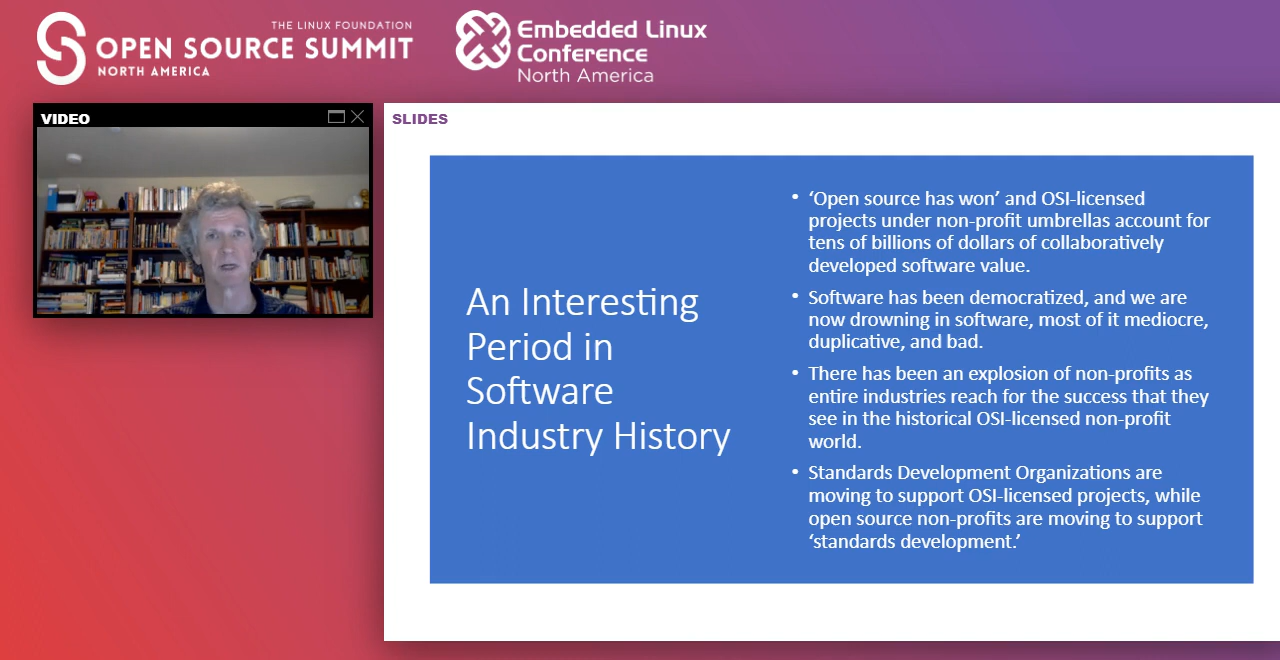 THE LINUX FOUNDATION
OPEN SOURCE SUMMIT
NORTH AMERICA
Embedded Linux
Conference
North America
VIDEO
SLIDES
An Interesting
Period in
Software
Industry History
• ‘Open source has won’ and OSI-licensed
projects under non-profit umbrellas account for
tens of billions of dollars of collaboratively
developed software value.
• Software has been democratized, and we are
now drowning in software, most of it mediocre,
duplicative, and bad.
• There has been an explosion of non-profits as
entire industries reach for the success that they
see in the historical OSI-licensed non-profit
world.
• Standards Development Organizations are
moving to support OSI-licensed projects, while
open source non-profits are moving to support
‘standards development.’